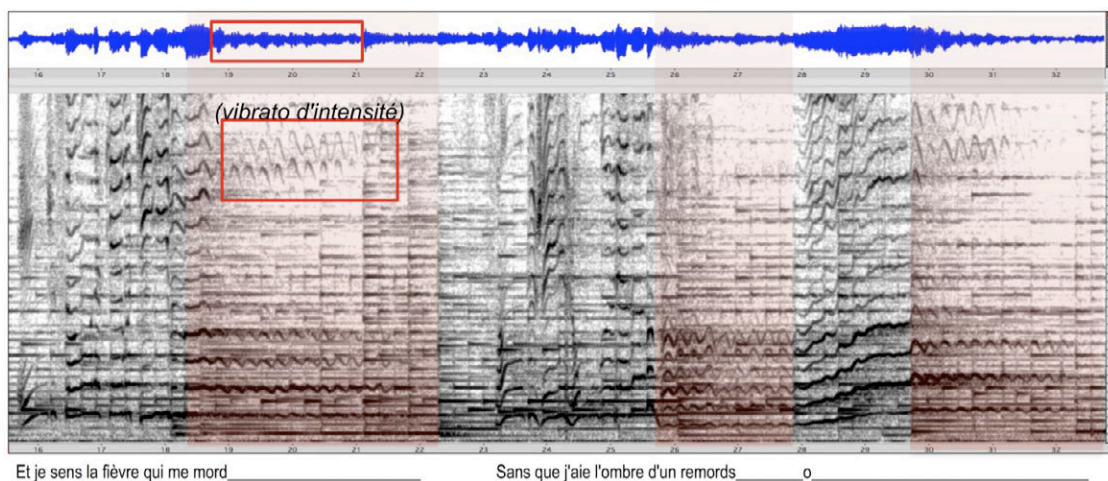 16 17 18 19 20 21 22 23 24 25 26 27 28 29 30 31 32
(vibrato d'intensité)
16 17 18 19 20 21 22 23 24 25 26 27 28 29 30 31 32
Et je sens la fièvre qui me mord______________________ Sans que j'aie l'ombre d'un remords________o______________________________